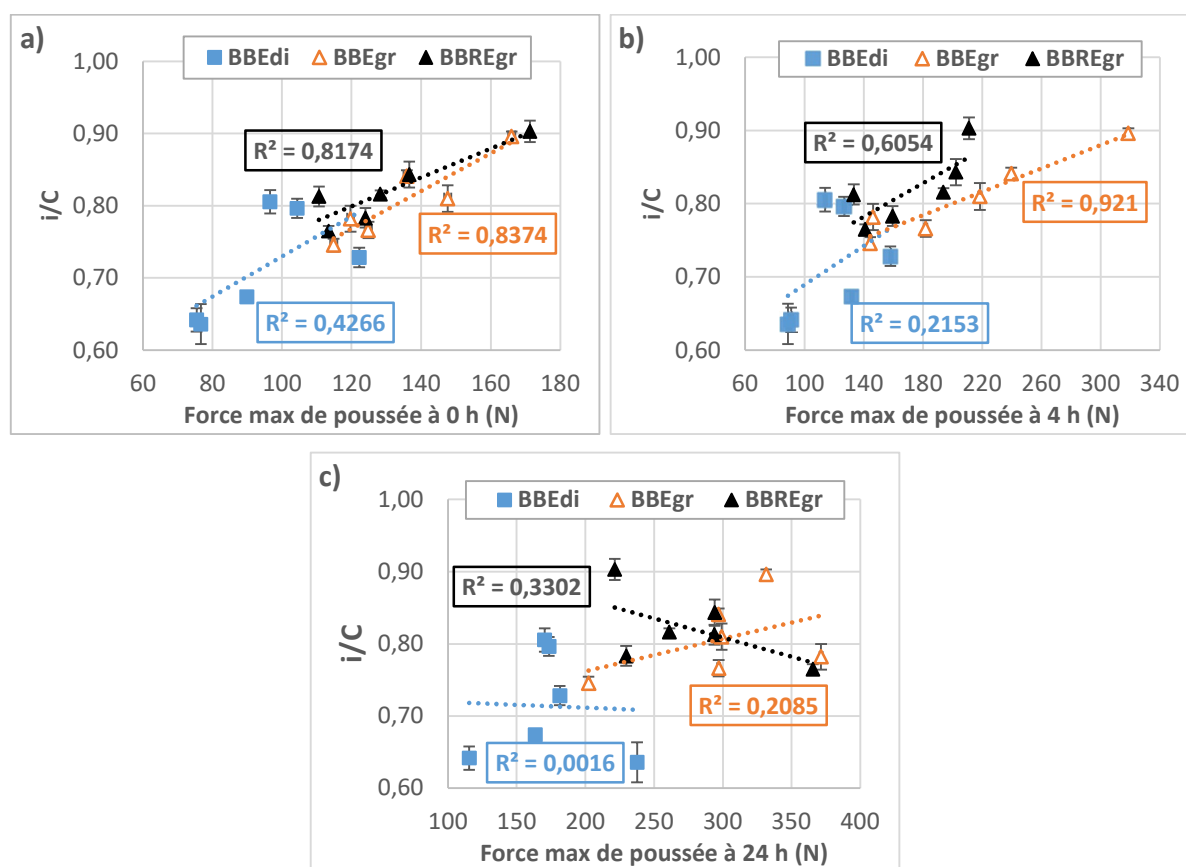 a)
BBEdi BBEgr BBREgr
1,00
0,90
0,80
0,70
0,60
i/C
R² = 0,8174
R² = 0,8374
R² = 0,4266
60 80 100 120 140 160 180
Force max de poussée à 0 h (N)
b)
BBEdi BBEgr BBREgr
1,00
0,90
0,80
0,70
0,60
i/C
R² = 0,6054
R² = 0,921
R² = 0,2153
60 100 140 180 220 260 300 340
Force max de poussée à 4 h (N)
c)
BBEdi BBEgr BBREgr
1,00
0,90
0,80
0,70
0,60
i/C
R² = 0,3302
R² = 0,2085
R² = 0,0016
100 150 200 250 300 350 400
Force max de poussée à 24 h (N)